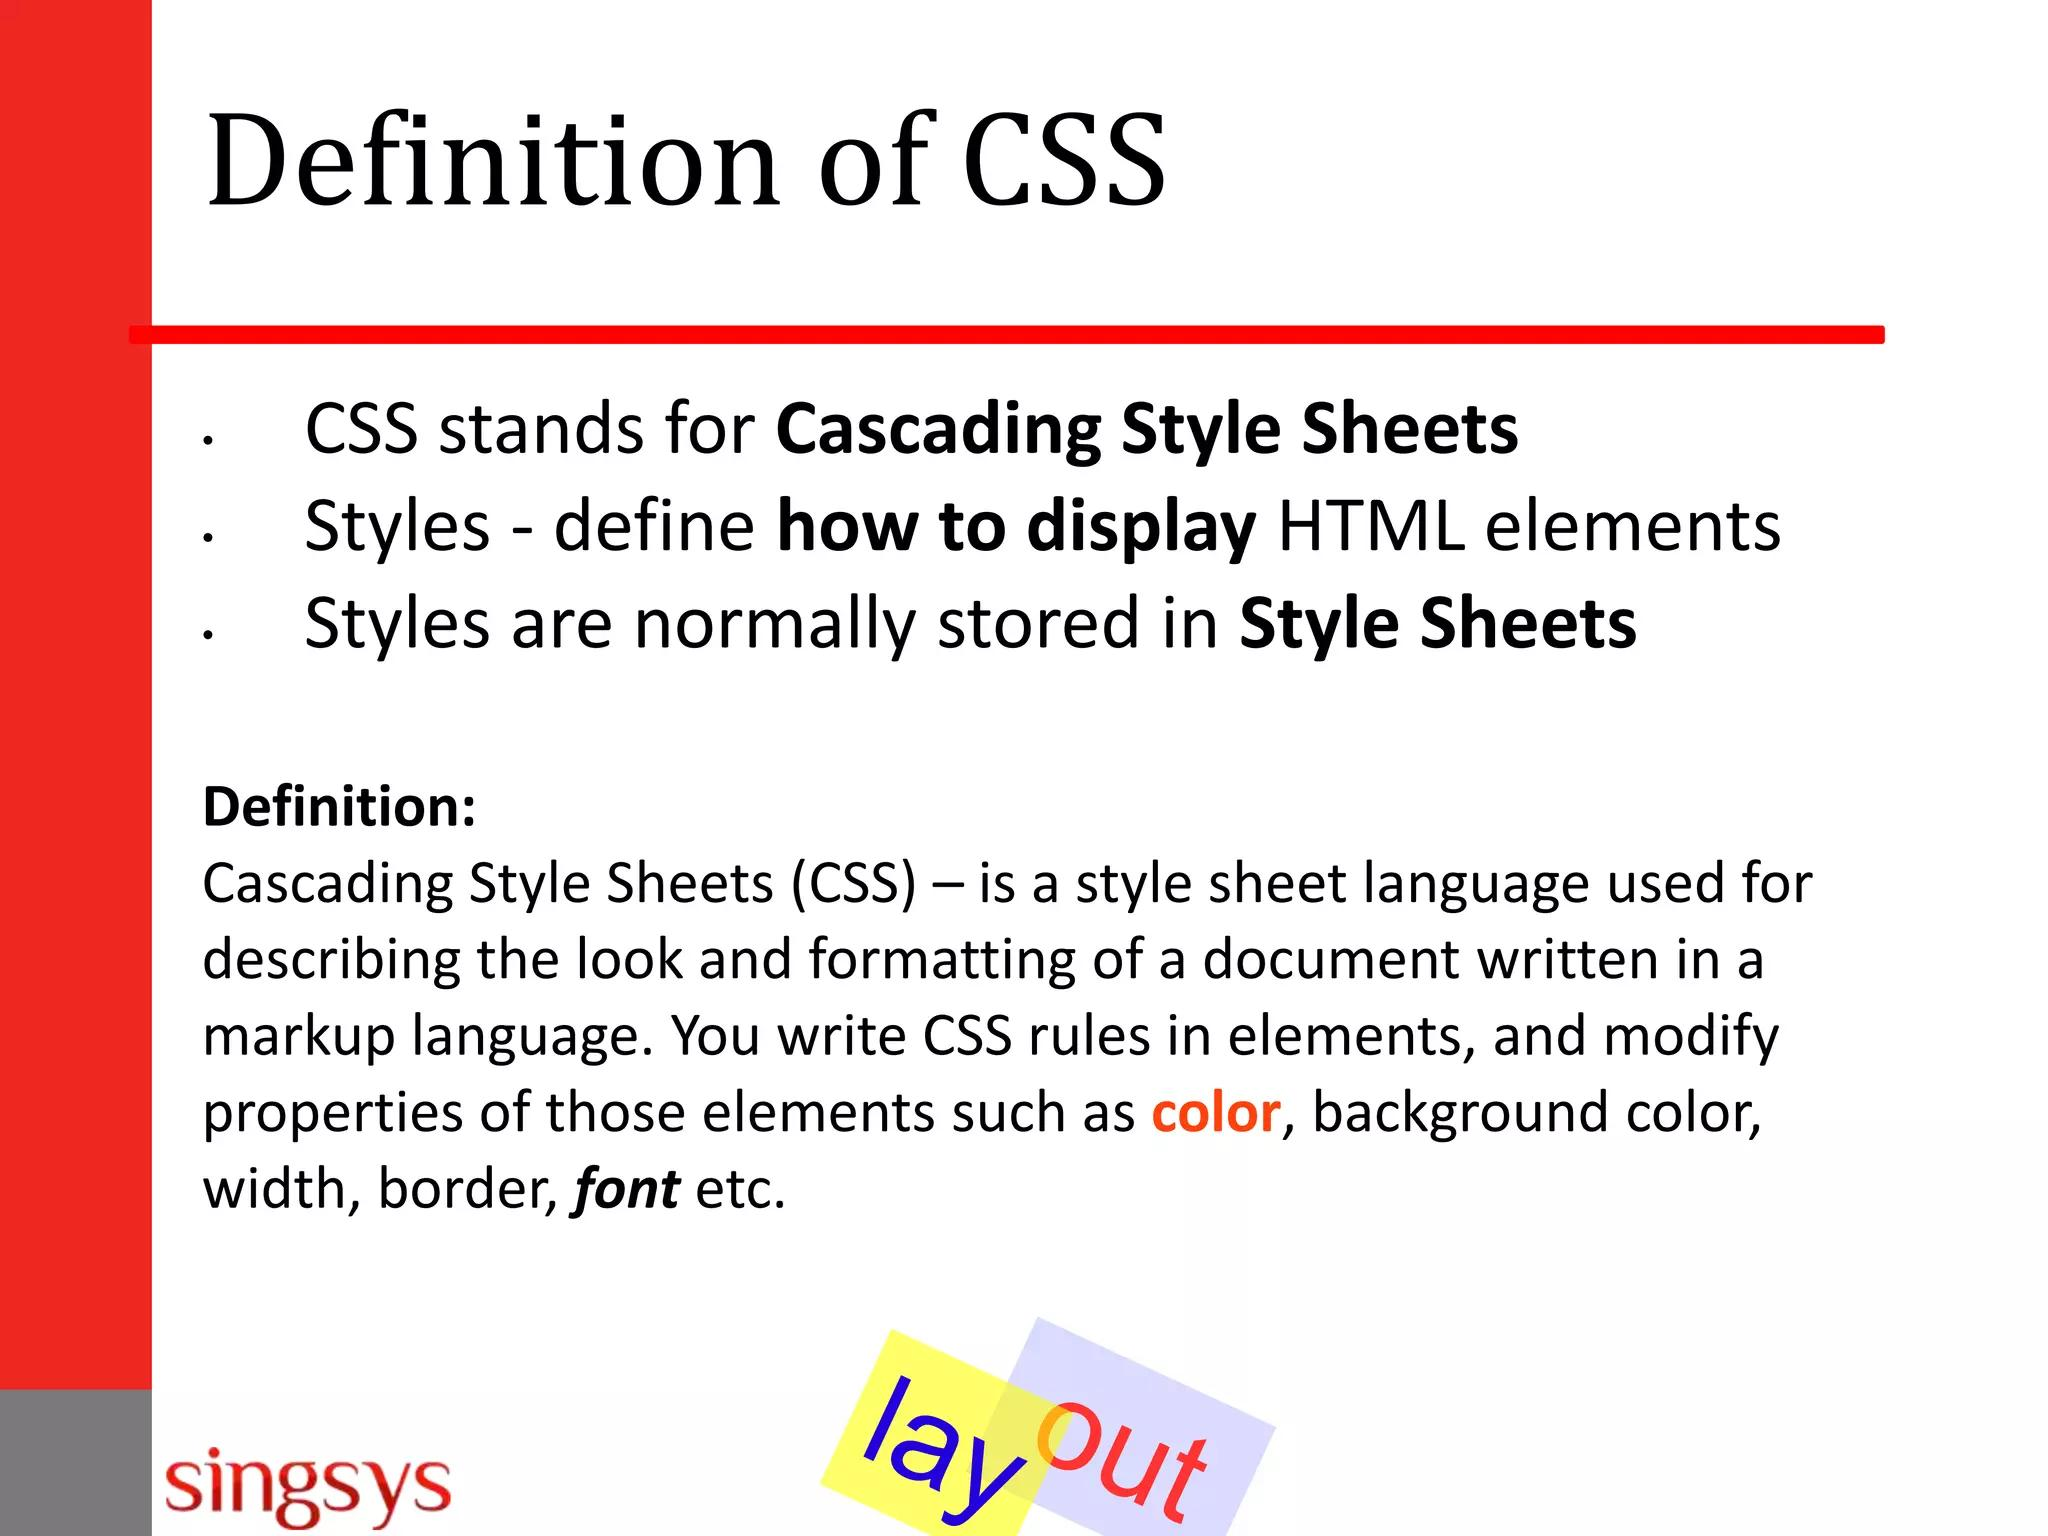 Definition of CSS
• CSS stands for Cascading Style Sheets
• Styles - define how to display HTML elements
• Styles are normally stored in Style Sheets
Definition:
Cascading Style Sheets (CSS) – is a style sheet language used for
describing the look and formatting of a document written in a
markup language. You write CSS rules in elements, and modify
properties of those elements such as color, background color,
width, border, font etc.
layout
singsys